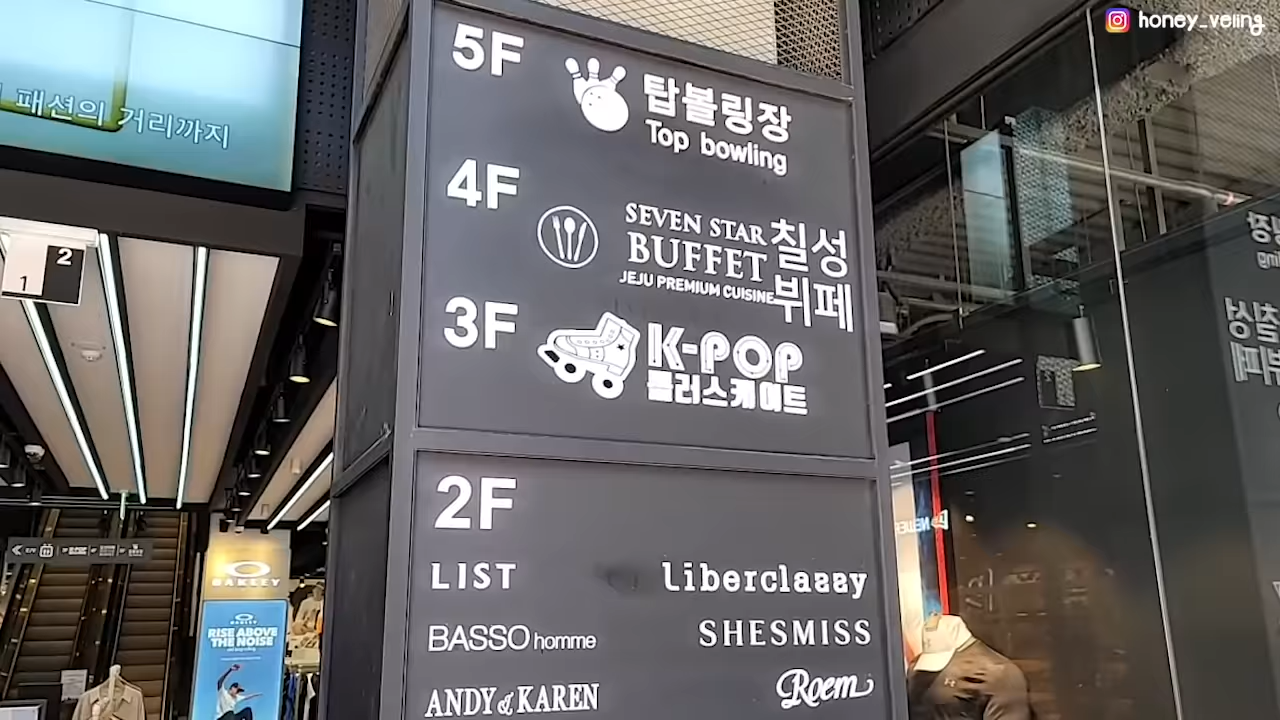 honey_veiing
패션의 거리까지
1
2
5F
탑볼링장
Top bowling
4F
SEVEN STAR
BUFFET
JEJU PREMIUM CUISINE
칠성
뷔페
3F
K-POP
롤러스케이트
2F
LIST
liberclassy
BASSO homme
SHESMISS
ANDY & KAREN
Roem
OAKLEY
OAKLEY
RISE ABOVE
THE NOISE